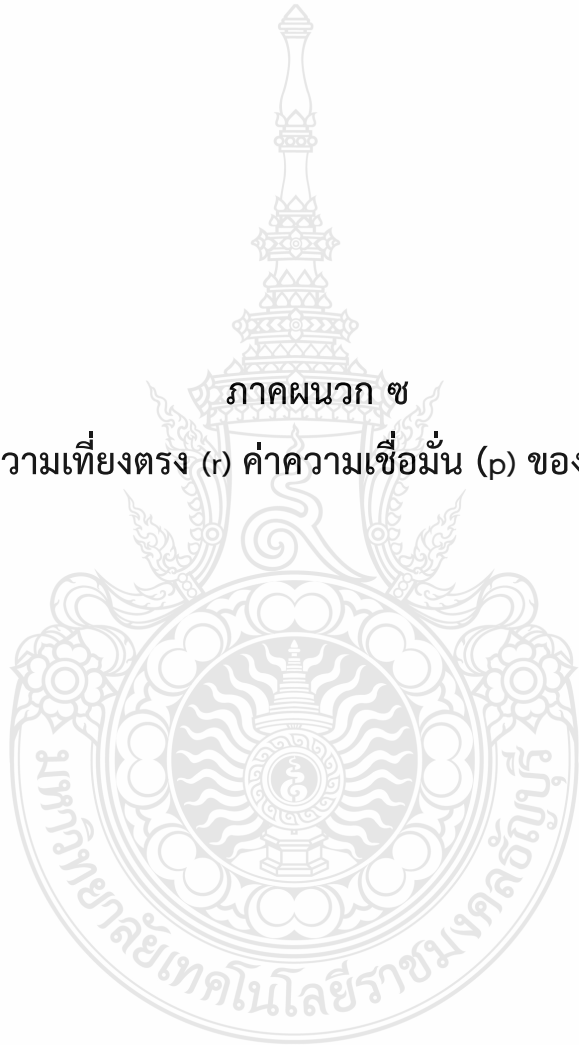 ภาคผนวก ซ
วามเที่ยงตรง (r) ค่าความเชื่อมั่น (p) ของ
มหาวิทยาลัยเทคโนโลยีราชมงคลธัญบุรี